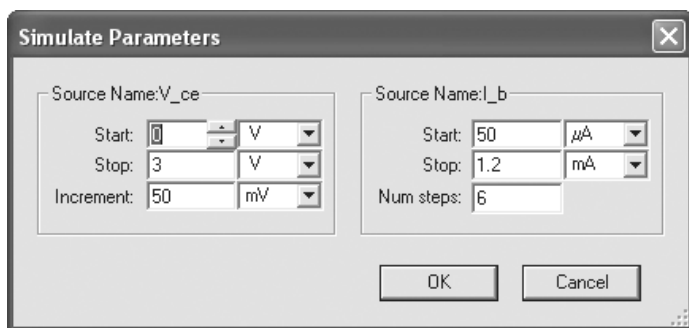 Simulate Parameters
Source Name:V_ce
Start: 0 V
Stop: 3 V
Increment: 50 mV
Source Name:I_b
Start: 50 µA
Stop: 1.2 mA
Num steps: 6
OK Cancel